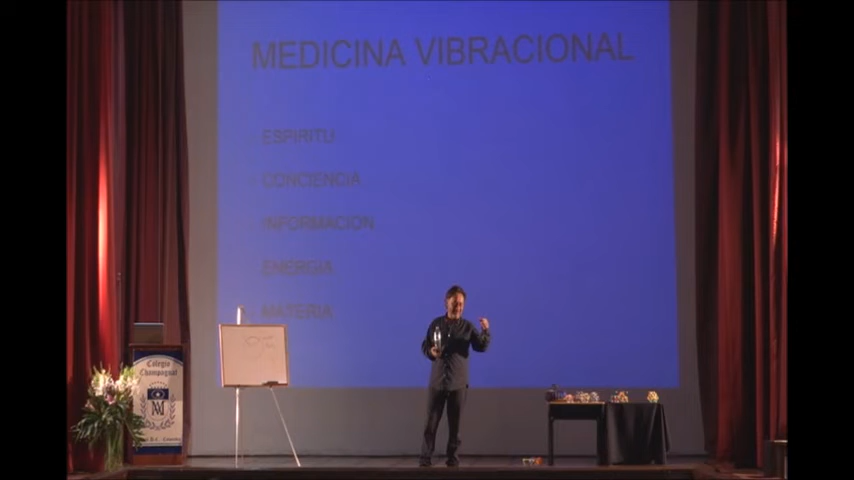 MEDICINA VIBRACIONAL
ESPIRITU
CONCIENCIA
INFORMACION
ENERGIA
MATERIA
Colegio
Champagnat